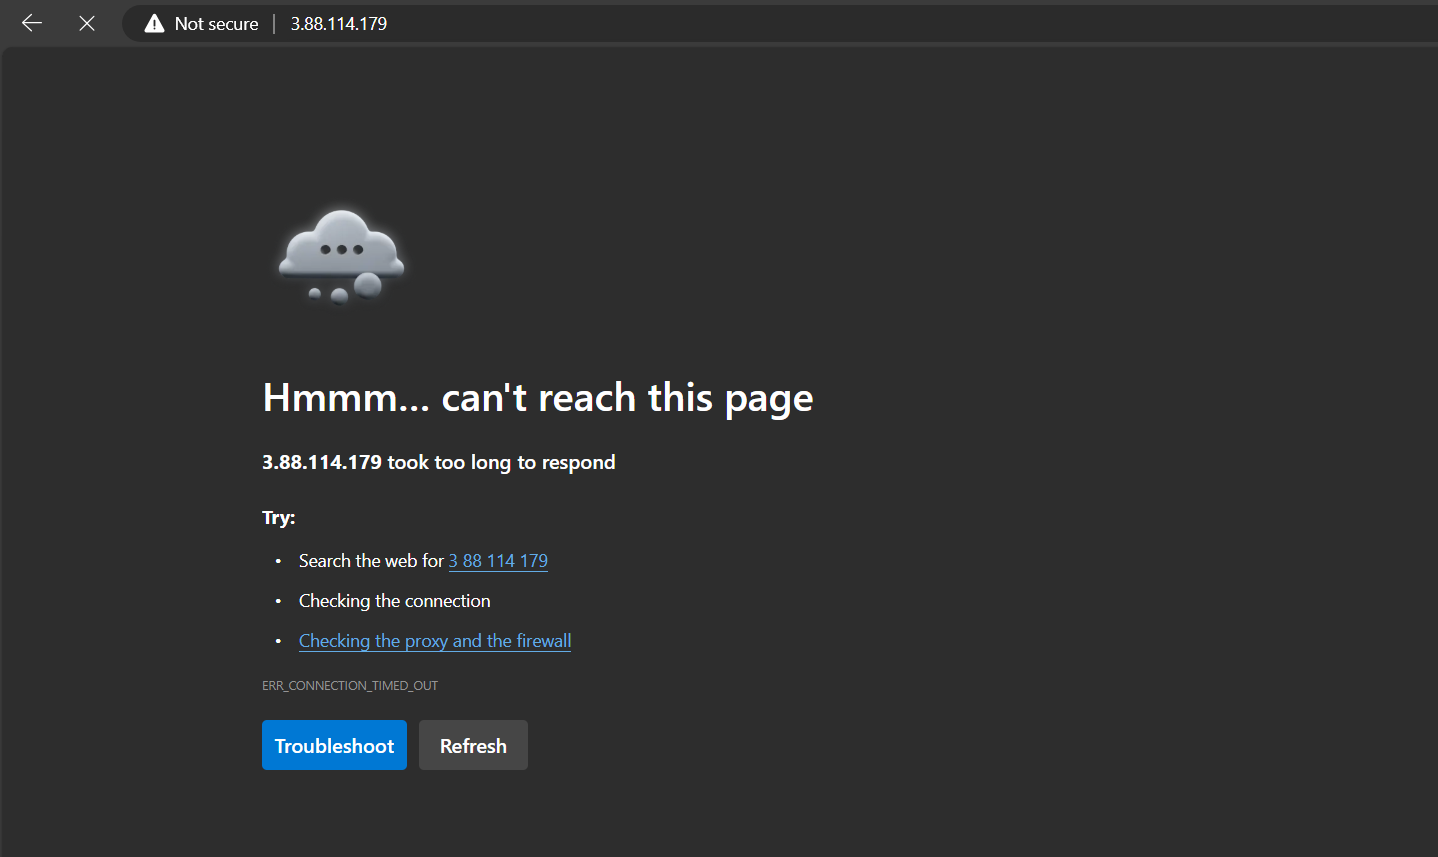 Not secure | 3.88.114.179
Hmmm... can't reach this page
3.88.114.179 took too long to respond
Try:
• Search the web for 3 88 114 179
• Checking the connection
• Checking the proxy and the firewall
ERR_CONNECTION_TIMED_OUT
Troubleshoot Refresh